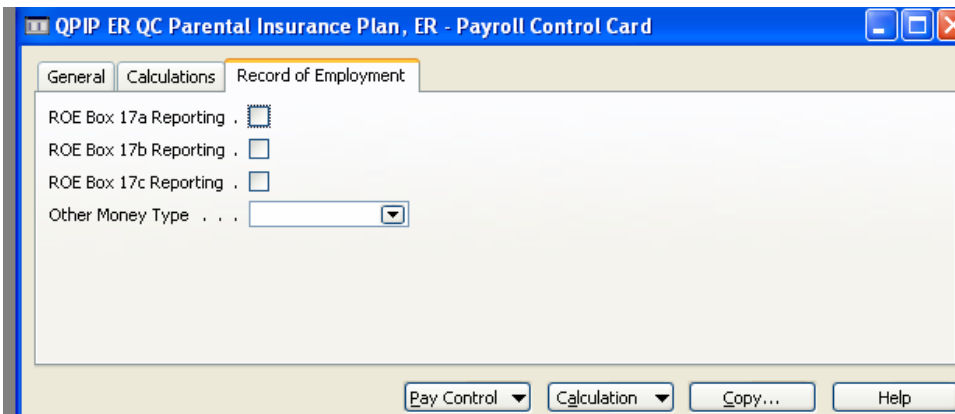 QPIP ER QC Parental Insurance Plan, ER - Payroll Control Card
General Calculations Record of Employment
ROE Box 17a Reporting .
ROE Box 17b Reporting .
ROE Box 17c Reporting .
Other Money Type . . .
Pay Control Calculation Copy... Help